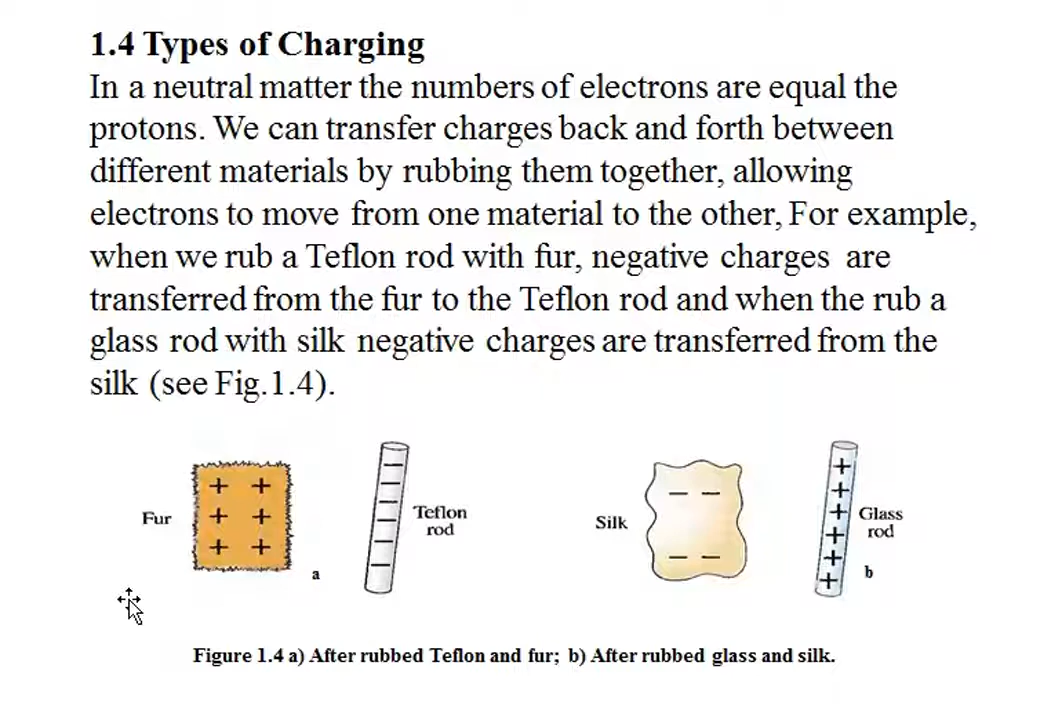 1.4 Types of Charging
In a neutral matter the numbers of electrons are equal the
protons. We can transfer charges back and forth between
different materials by rubbing them together, allowing
electrons to move from one material to the other, For example,
when we rub a Teflon rod with fur, negative charges are
transferred from the fur to the Teflon rod and when the rub a
glass rod with silk negative charges are transferred from the
silk (see Fig.1.4).
Fur
+ +
+ +
+ +
a
Teflon
rod
Silk
− −
− −
+
+
+
+
+
+
Glass
rod
b
Figure 1.4 a) After rubbed Teflon and fur; b) After rubbed glass and silk.